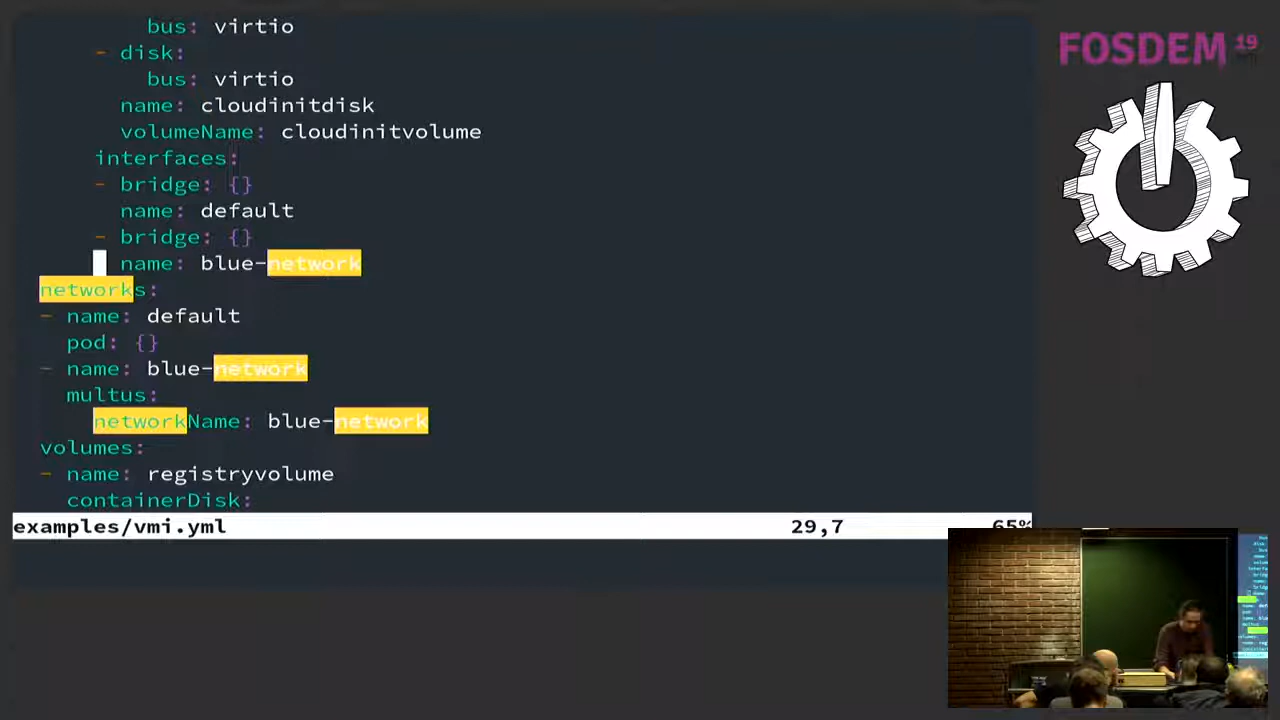 bus: virtio
- disk:
bus: virtio
name: cloudinitdisk
volumeName: cloudinitvolume
interfaces:
- bridge: {}
name: default
- bridge: {}
name: blue-network
networks:
- name: default
pod: {}
- name: blue-network
multus:
networkName: blue-network
volumes:
- name: registryvolume
containerDisk:
examples/vmi.yml 29,7 65%
FOSDEM 19